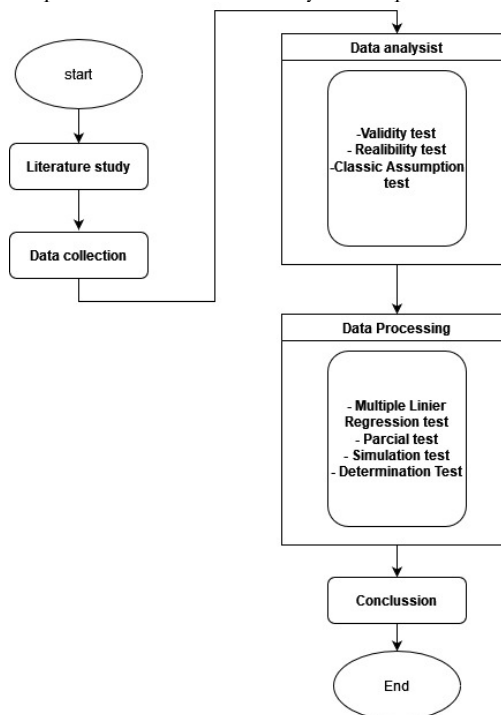 start
Literature study
Data collection
Data analysist
-Validity test
- Realibility test
-Classic Assumption
test
Data Processing
- Multiple Linier
Regression test
- Parcial test
- Simulation test
- Determination Test
Conclussion
End